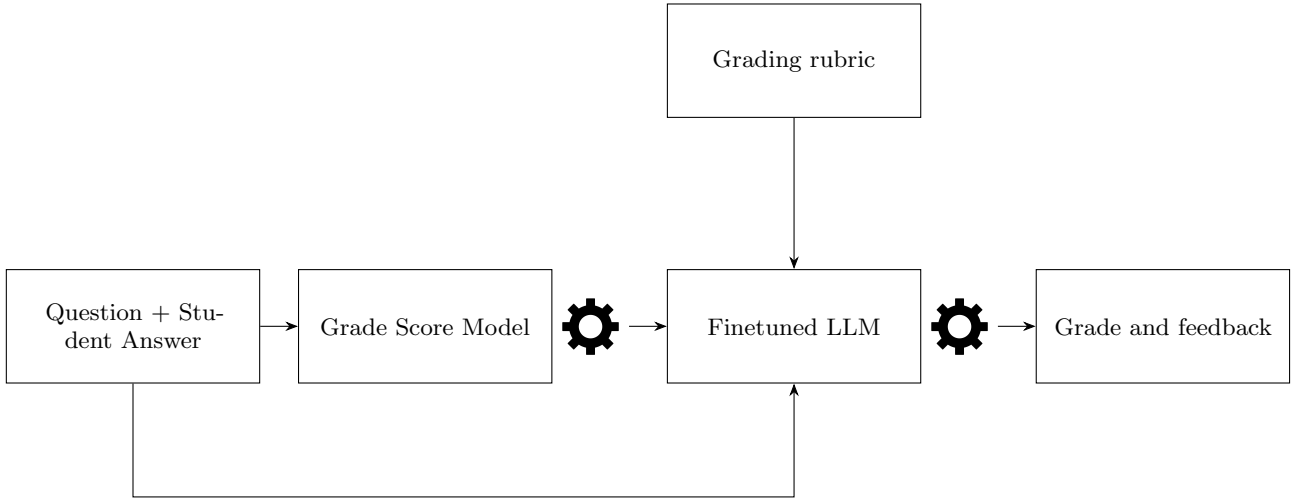 Grading rubric
Question + Stu-
dent Answer
Grade Score Model
Finetuned LLM
Grade and feedback